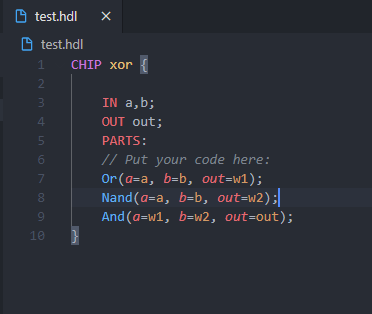 test.hdl ×
test.hdl
1 CHIP xor {
2
3 IN a,b;
4 OUT out;
5 PARTS:
6 // Put your code here:
7 Or(a=a, b=b, out=w1);
8 Nand(a=a, b=b, out=w2);
9 And(a=w1, b=w2, out=out);
10 }